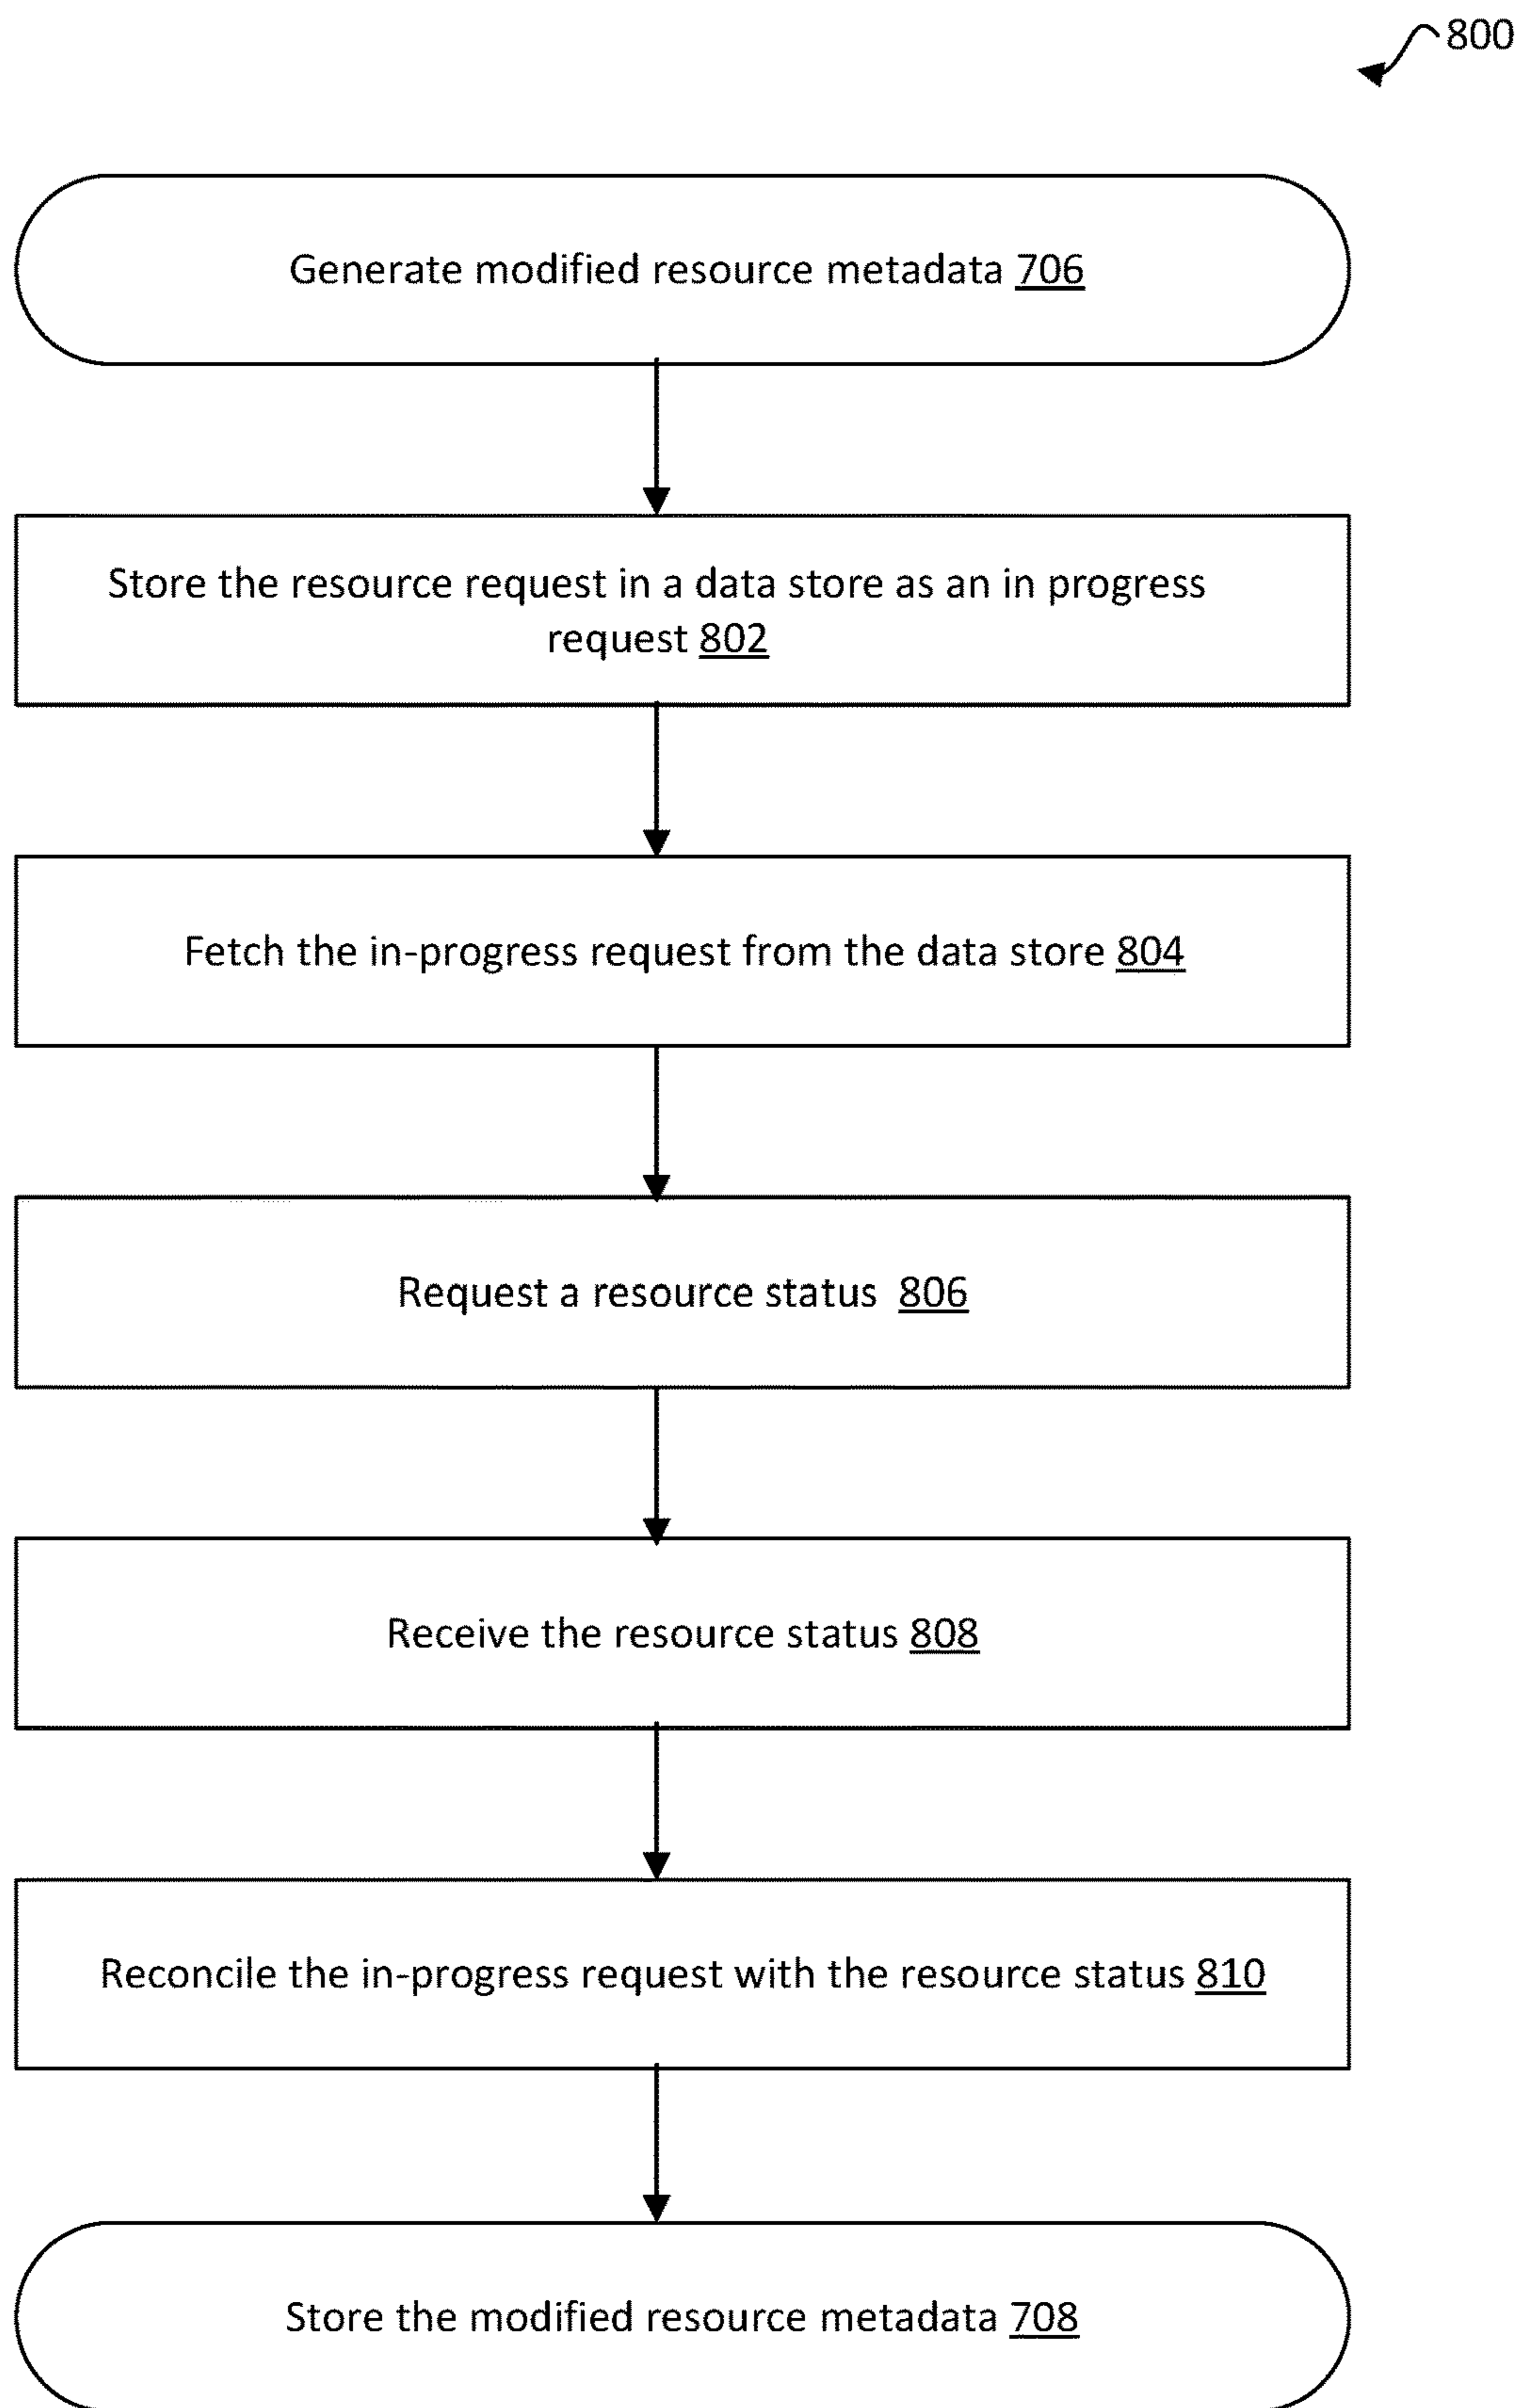 800
Generate modified resource metadata 706
Store the resource request in a data store as an in progress
request 802
Fetch the in-progress request from the data store 804
Request a resource status 806
Receive the resource status 808
Reconcile the in-progress request with the resource status 810
Store the modified resource metadata 708